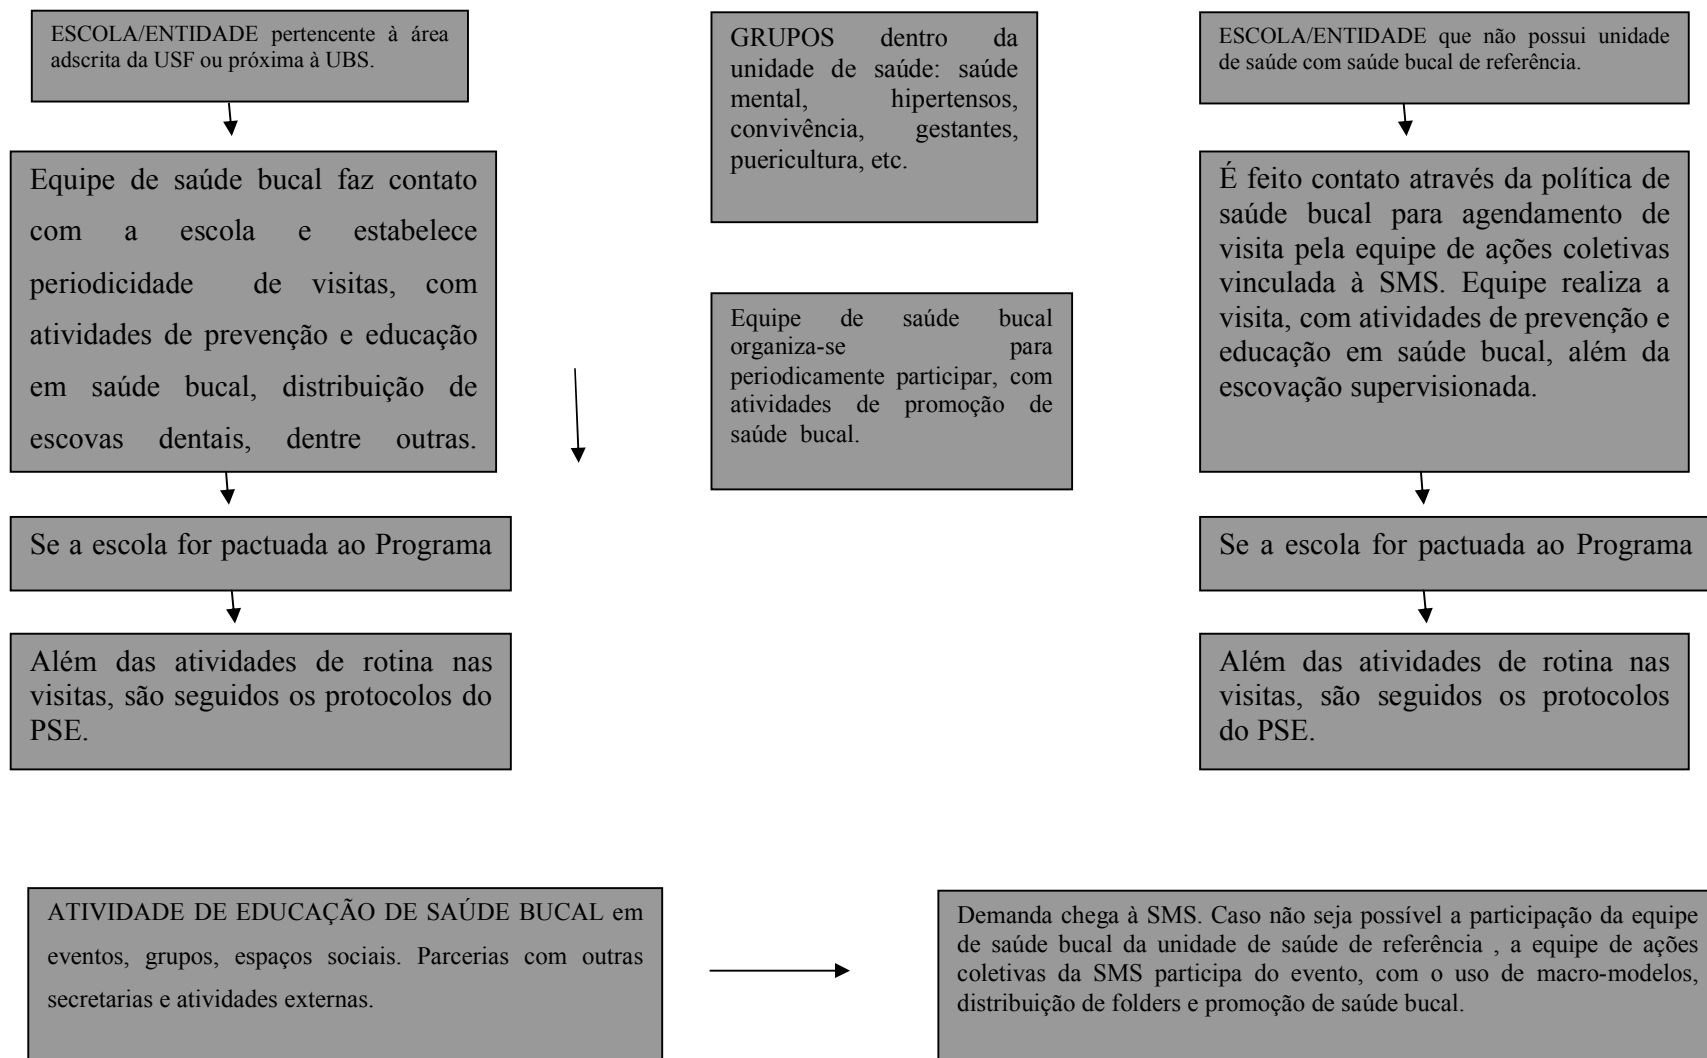 ESCOLA/ENTIDADE pertencente à área
adscrita da USF ou próxima à UBS.
Equipe de saúde bucal faz contato
com a escola e estabelece
periodicidade de visitas, com
atividades de prevenção e educação
em saúde bucal, distribuição de
escovas dentais, dentre outras.
Se a escola for pactuada ao Programa
Além das atividades de rotina nas
visitas, são seguidos os protocolos do
PSE.
GRUPOS dentro da
unidade de saúde: saúde
mental, hipertensos,
convivência, gestantes,
puericultura, etc.
Equipe de saúde bucal
organiza-se para
periodicamente participar, com
atividades de promoção de
saúde bucal.
ESCOLA/ENTIDADE que não possui unidade
de saúde com saúde bucal de referência.
É feito contato através da política de
saúde bucal para agendamento de
visita pela equipe de ações coletivas
vinculada à SMS. Equipe realiza a
visita, com atividades de prevenção e
educação em saúde bucal, além da
escovação supervisionada.
Se a escola for pactuada ao Programa
Além das atividades de rotina nas
visitas, são seguidos os protocolos
do PSE.
ATIVIDADE DE EDUCAÇÃO DE SAÚDE BUCAL em
eventos, grupos, espaços sociais. Parcerias com outras
secretarias e atividades externas.
Demanda chega à SMS. Caso não seja possível a participação da equipe
de saúde bucal da unidade de saúde de referência , a equipe de ações
coletivas da SMS participa do evento, com o uso de macro-modelos,
distribuição de folders e promoção de saúde bucal.